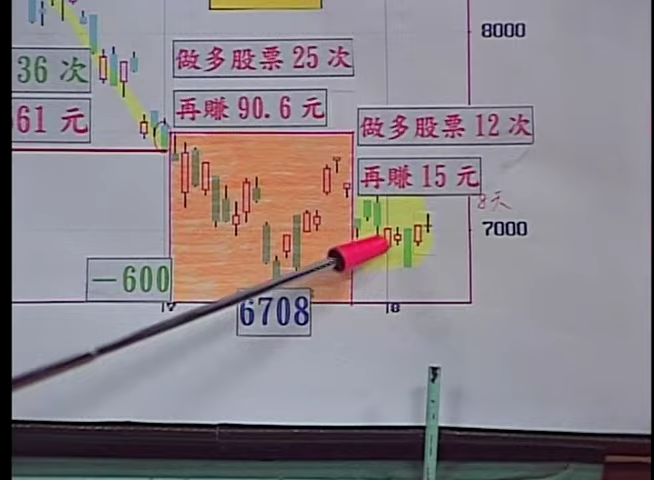 8000
做多股票 25 次
36 次
再賺 90.6 元
61 元
做多股票 12 次
再賺 15 元
8天
7000
－600
6708
8